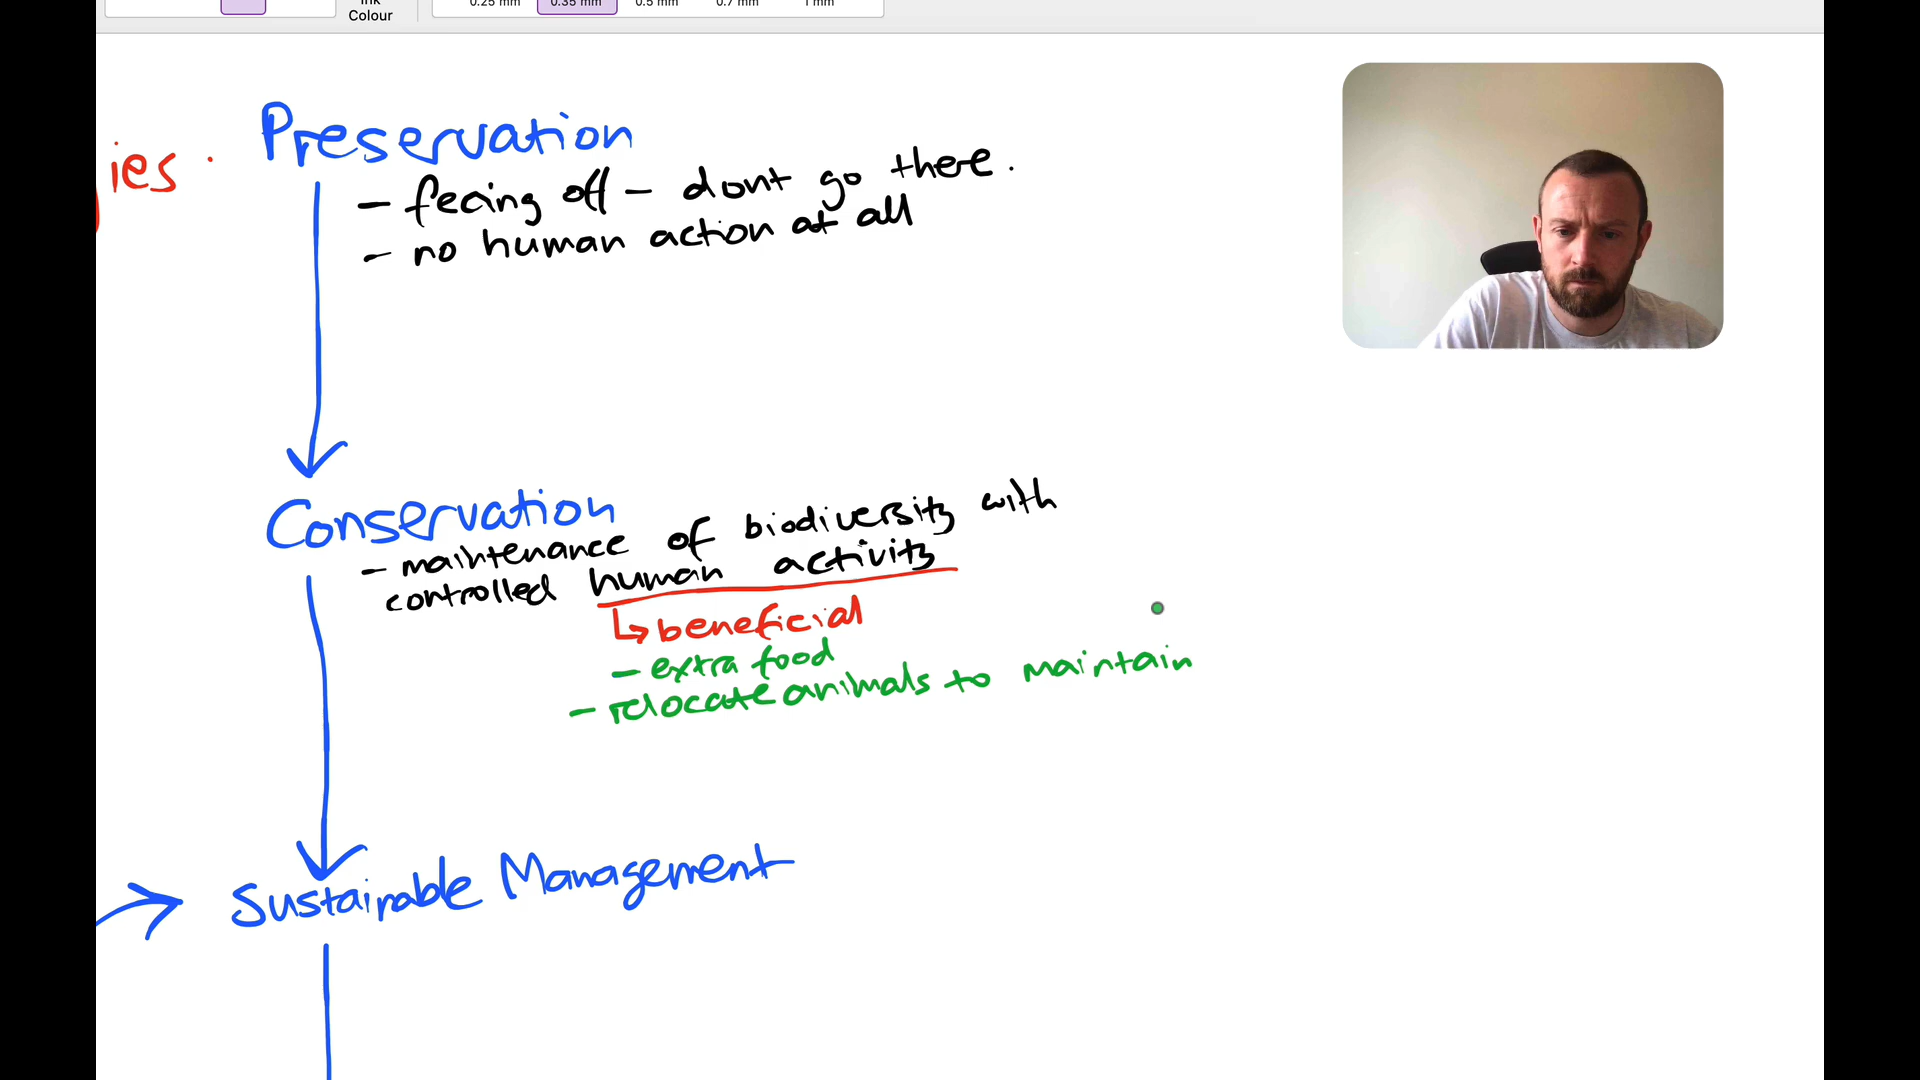 Ink
Colour
0.25 mm 0.35 mm 0.5 mm 0.7 mm 1 mm
ies.
Preservation
- fecing off - dont go there.
- no human action at all
Conservation
- maintenance of biodiversity with
controlled human activity
↳ beneficial
- extra food
- relocate animals to maintain
Sustainable Management